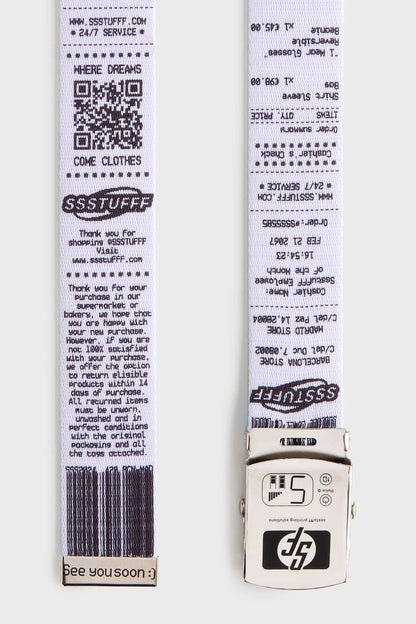 WWW.SSSTUFFF.COM
* 24/7 SERVICE *
WHERE DREAMS
COME CLOTHES
SSSTUFFF
Thank you for
shopping @SSSTUFFF
Visit
www.ssstufff.com
Thank you for your
purchase in our
supermarket or
bakery, we hope that
you are happy with
your new purchase.
However, if you are
not 100% satisfied
with your purchase,
we offer the option
to return elisible
products within 14
days of purchase.
All returned items
must be unworn,
unwashed and in
perfect conditions
with the original
packaging and all
the tags attached.
See you soon :)
SSSTUFFF
BARCELONA STORE
C/del Duc 7,08002
MADRID STORE
C/del Pez 14,28004
Cashier Name:
Ssstufff Employee
of the Month
16:54:23
FEB 21 2067
Order:#SSSSS85
WWW.SSSTUFFF.COM
* 24/7 SERVICE *
Cashier's Check
Order summary
ITEMS QTY. PRICE
Shirt Sleeve
Bag x1 €98.00
"I Wear Glasses"
Reversible
Beanie x1 €45.00
ssstufff printing solutions
SF